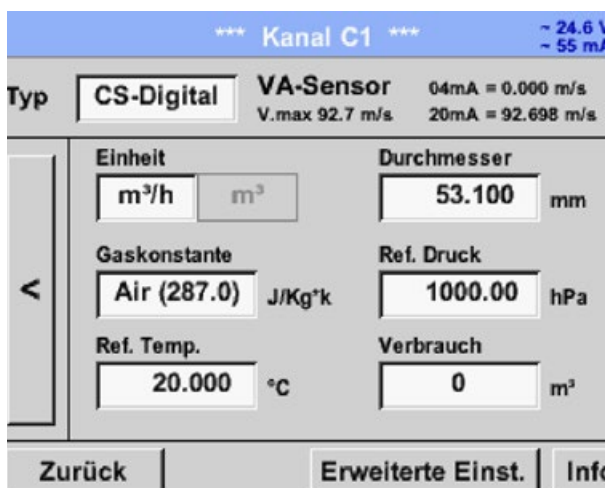 *** Kanal C1 ***
~ 24.6 V
~ 55 mA
Typ
CS-Digital
VA-Sensor
V.max 92.7 m/s
04mA = 0.000 m/s
20mA = 92.698 m/s
Einheit
m³/h
m³
Durchmesser
53.100 mm
Gaskonstante
Air (287.0) J/Kg*k
Ref. Druck
1000.00 hPa
<
Ref. Temp.
20.000 °C
Verbrauch
0 m³
Zurück
Erweiterte Einst.
Info